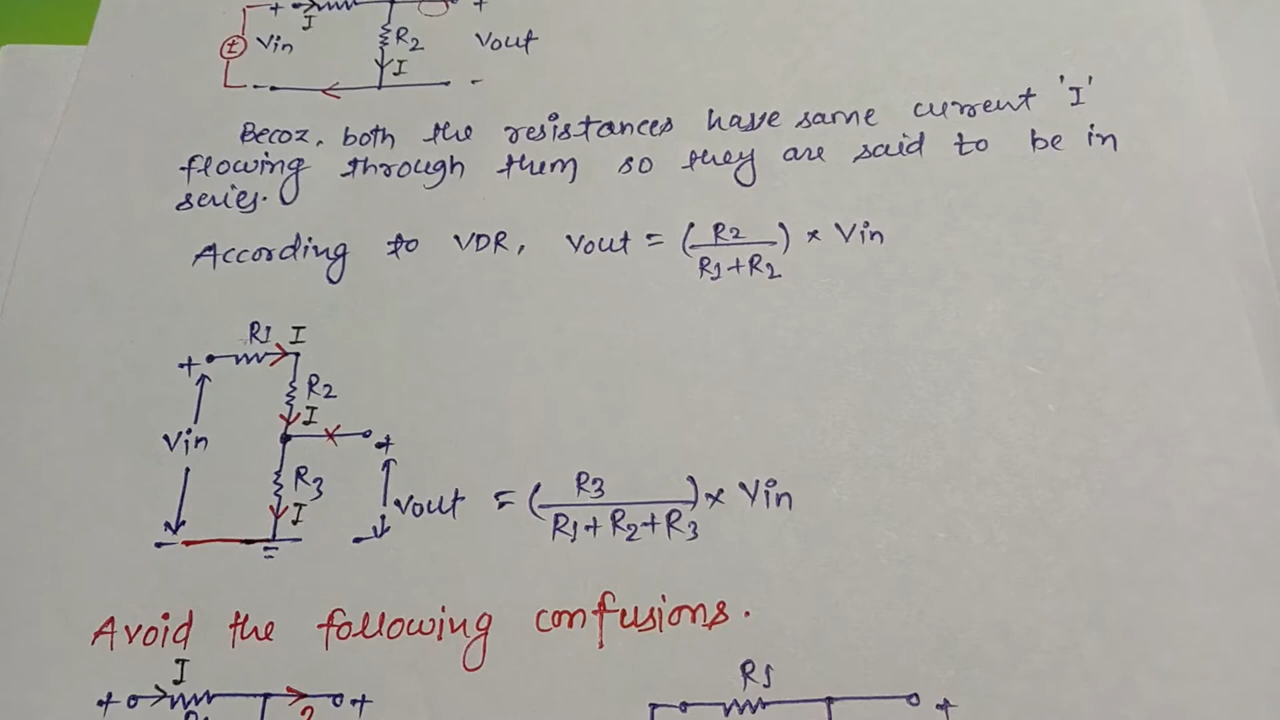 + I
Vin R2 Vout
+
I
-
Becoz, both the resistances have same current 'I'
flowing through them so they are said to be in
series.
According to VDR, Vout = (R2 / R1+R2) × Vin
R1 I
+
R2
I
Vin
+
R3
I
Vout = (R3 / R1+R2+R3) × Vin
- -
Avoid the following confusions.
I
+ +
R1
+